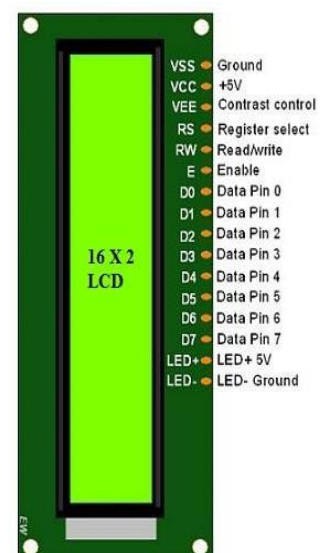 VSS Ground
VCC +5V
VEE Contrast control
RS Register select
RW Read/write
E Enable
D0 Data Pin 0
D1 Data Pin 1
D2 Data Pin 2
D3 Data Pin 3
D4 Data Pin 4
D5 Data Pin 5
D6 Data Pin 6
D7 Data Pin 7
LED+ LED+ 5V
LED- LED- Ground
16 X 2
LCD
EW